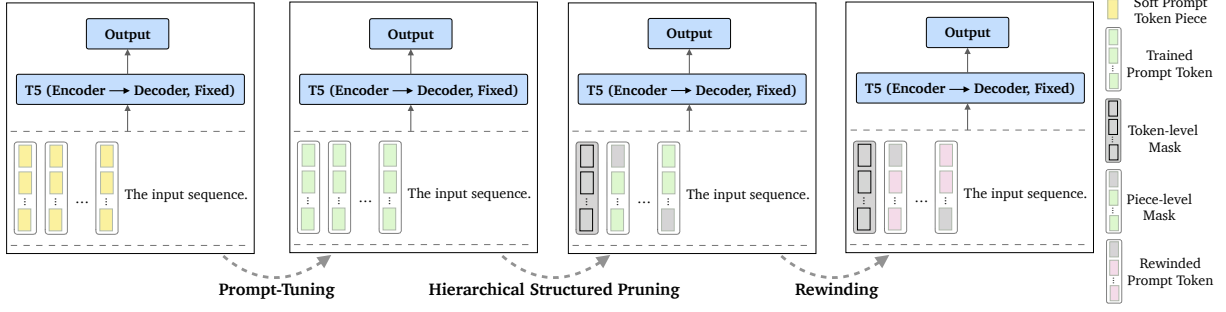 Output
T5 (Encoder → Decoder, Fixed)
The input sequence.
...
Output
T5 (Encoder → Decoder, Fixed)
The input sequence.
...
Output
T5 (Encoder → Decoder, Fixed)
The input sequence.
...
Output
T5 (Encoder → Decoder, Fixed)
The input sequence.
...
Prompt-Tuning
Hierarchical Structured Pruning
Rewinding
Soft Prompt
Token Piece
Trained
Prompt Token
Token-level
Mask
Piece-level
Mask
Rewinded
Prompt Token